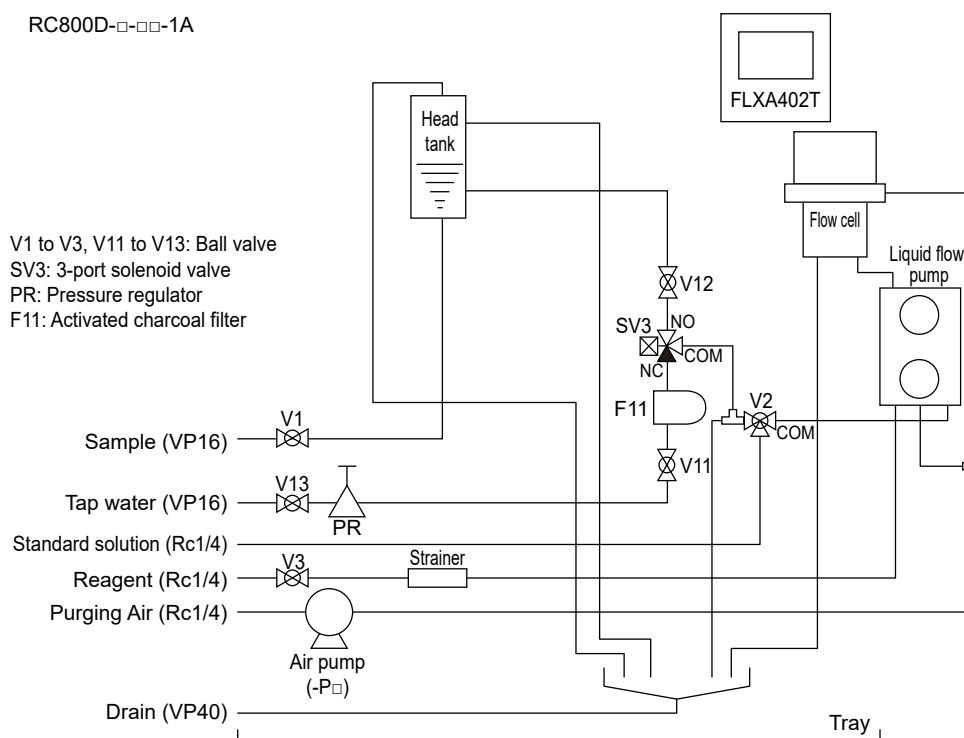 RC800D-□-□□-1A
FLXA402T
Head
tank
Flow cell
Liquid flow
pump
V1 to V3, V11 to V13: Ball valve
SV3: 3-port solenoid valve
PR: Pressure regulator
F11: Activated charcoal filter
V12
SV3
NO
COM
NC
F11
V2
COM
V1
Sample (VP16)
V11
V13
Tap water (VP16)
PR
Standard solution (Rc1/4)
V3
Strainer
Reagent (Rc1/4)
Purging Air (Rc1/4)
Air pump
(-P□)
Drain (VP40)
Tray